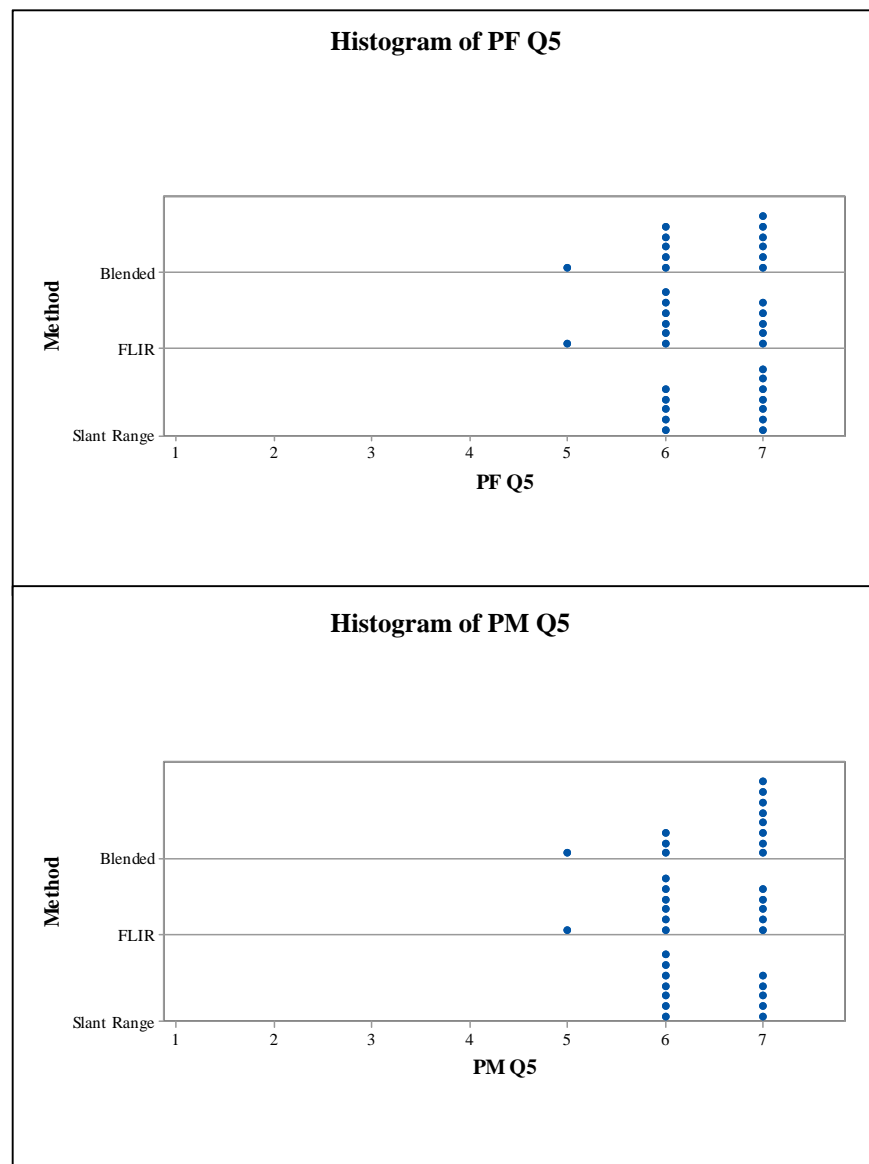 Histogram of PF Q5
Method
Blended
FLIR
Slant Range
1 2 3 4 5 6 7
PF Q5
Histogram of PM Q5
Method
Blended
FLIR
Slant Range
1 2 3 4 5 6 7
PM Q5